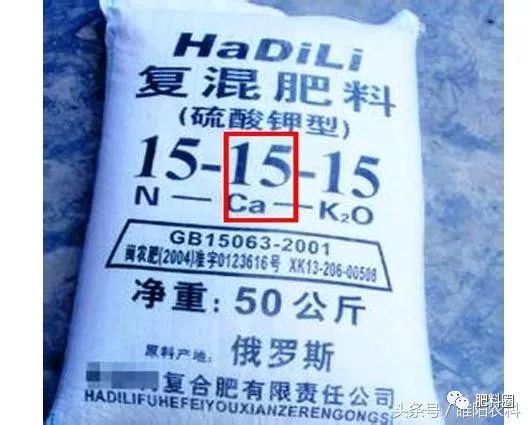 HaDiLi
复混肥料
(硫酸钾型)
15-15-15
N—Ca—K₂O
GB15063-2001
闽农肥(2004)准字0123616号 XK13-206-00508
净重:50公斤
原料产地:俄罗斯
复合肥有限责任公司
HADILIFUHEFEIYOUXIANZERENGONGS
肥料圈
头条号/睢阳农科